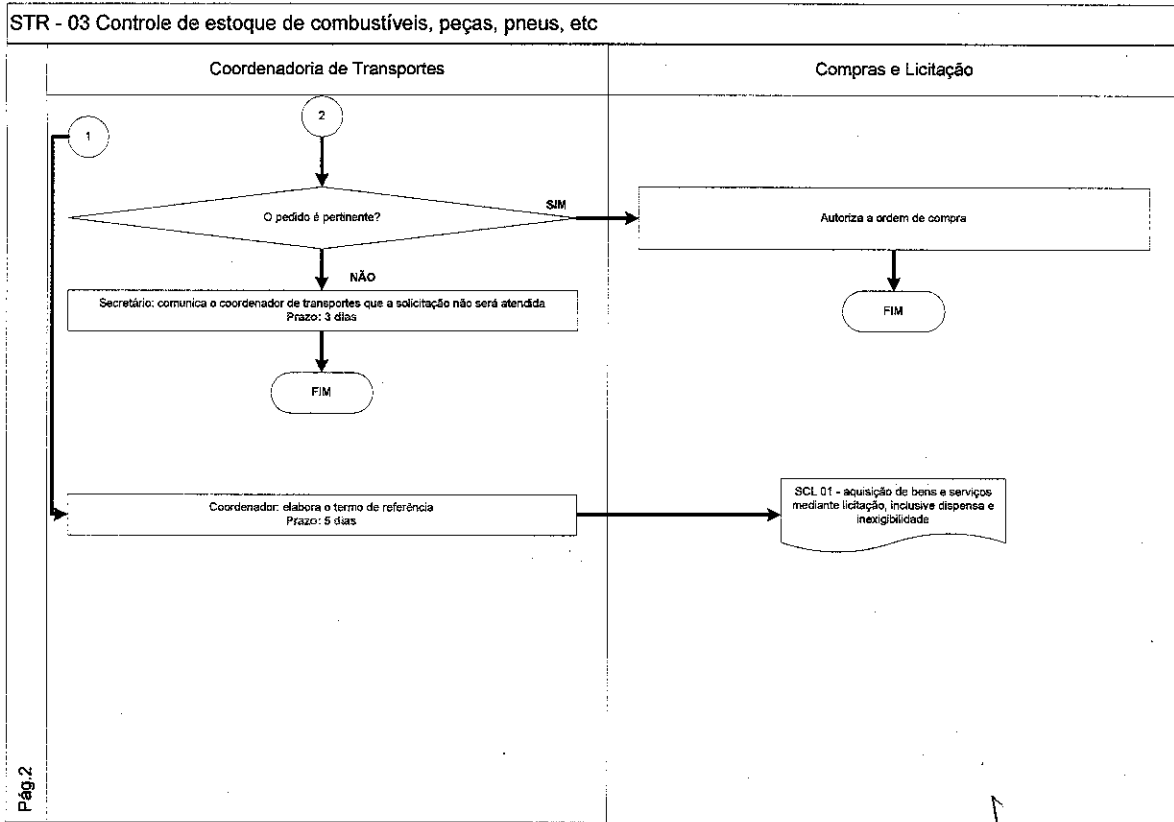 STR - 03 Controle de estoque de combustíveis, peças, pneus, etc
Coordenadoria de Transportes
Compras e Licitação
1
2
O pedido é pertinente?
SIM
Autoriza a ordem de compra
NÃO
Secretário: comunica o coordenador de transportes que a solicitação não será atendida
Prazo: 3 dias
FIM
FIM
Coordenador: elabora o termo de referência
Prazo: 5 dias
SCL 01 - aquisição de bens e serviços
mediante licitação, inclusive dispensa e
inexigibilidade
Pág.2